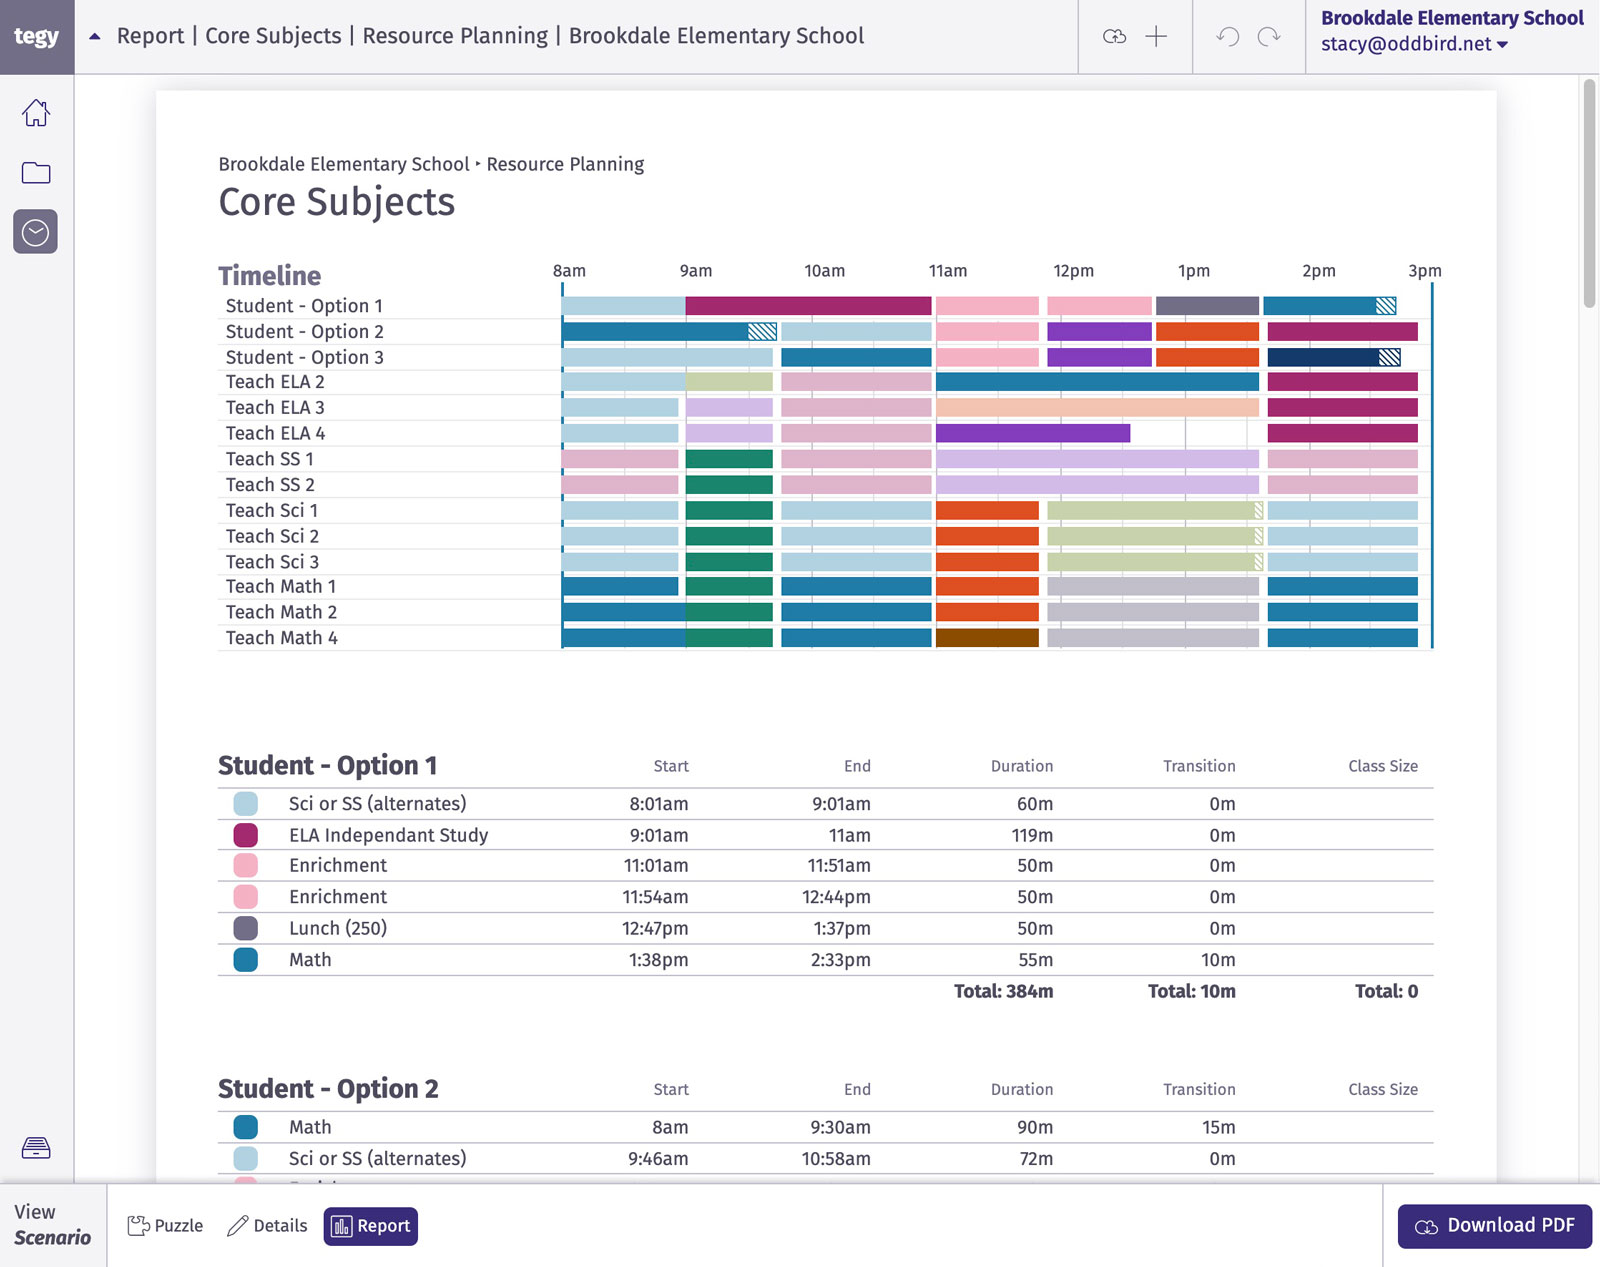 tegy
Report | Core Subjects | Resource Planning | Brookdale Elementary School
Brookdale Elementary School
stacy@oddbird.net
Brookdale Elementary School ‣ Resource Planning
Core Subjects
Timeline 8am 9am 10am 11am 12pm 1pm 2pm 3pm
Student - Option 1
Student - Option 2
Student - Option 3
Teach ELA 2
Teach ELA 3
Teach ELA 4
Teach SS 1
Teach SS 2
Teach Sci 1
Teach Sci 2
Teach Sci 3
Teach Math 1
Teach Math 2
Teach Math 4
Student - Option 1 Start End Duration Transition Class Size
Sci or SS (alternates) 8:01am 9:01am 60m 0m
ELA Independant Study 9:01am 11am 119m 0m
Enrichment 11:01am 11:51am 50m 0m
Enrichment 11:54am 12:44pm 50m 0m
Lunch (250) 12:47pm 1:37pm 50m 0m
Math 1:38pm 2:33pm 55m 10m
Total: 384m Total: 10m Total: 0
Student - Option 2 Start End Duration Transition Class Size
Math 8am 9:30am 90m 15m
Sci or SS (alternates) 9:46am 10:58am 72m 0m
View
Scenario
Puzzle Details Report
Download PDF